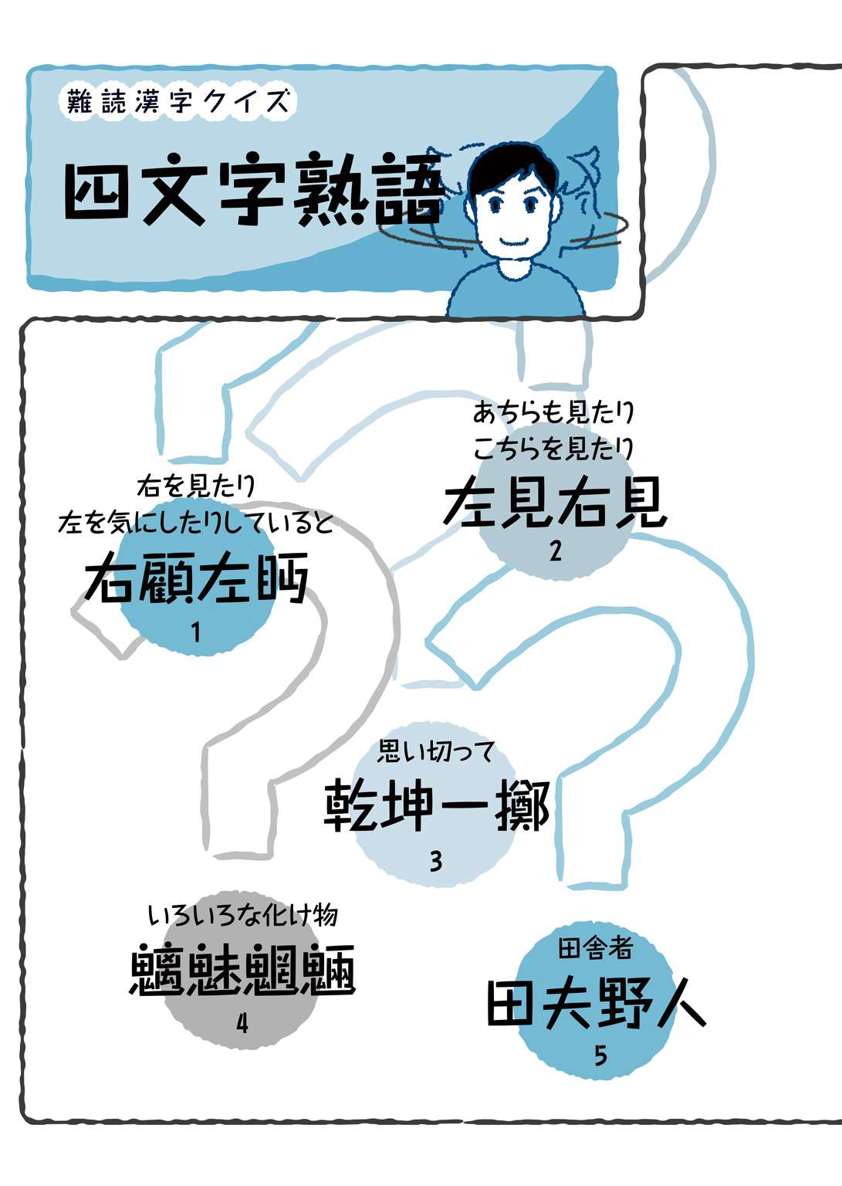 難読漢字クイズ
四文字熟語
右を見たり
左を気にしたりしていると
右顧左眄
1
あちらも見たり
こちらを見たり
左見右見
2
思い切って
乾坤一擲
3
いろいろな化け物
魑魅魍魎
4
田舎者
田夫野人
5